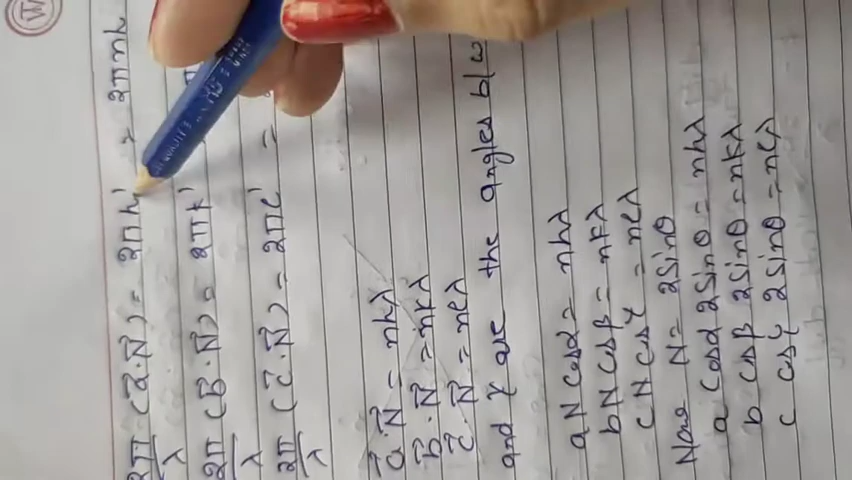 2π/λ (a⃗·N⃗) = 2πh' = 2πnh
2π/λ (b⃗·N⃗) = 2πk'
2π/λ (c⃗·N⃗) = 2πl' =
a⃗·N⃗ = nhλ
b⃗·N⃗ = nkλ
c⃗·N⃗ = nlλ
and γ are the angles b/w
aN cosα = nhλ
bN cosβ = nkλ
cN cosγ = nlλ
Now N = 2sinθ
a cosα 2sinθ = nhλ
b cosβ 2sinθ = nkλ
c cosγ 2sinθ = nlλ